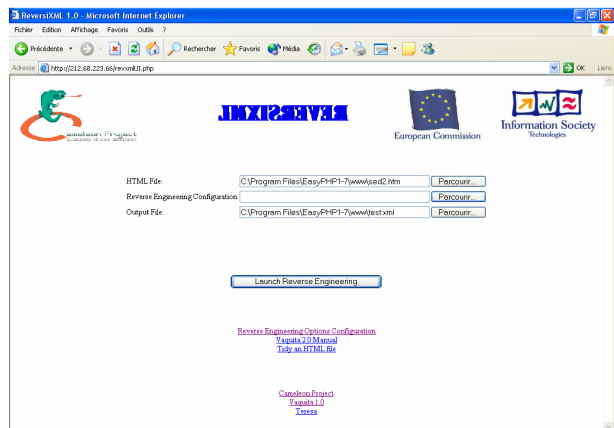 ReversiXML 1.0 - Microsoft Internet Explorer
Fichier Edition Affichage Favoris Outils ?
Précédente Rechercher Favoris Média
Adresse http://212.68.223.66/revxmlUI.php OK Liens
Cameleon Project
REVERSIXML
European Commission
Information Society
Technologies
HTML File: C:\Program Files\EasyPHP1-7\www\sed2.htm Parcourir...
Reverse Engineering Configuration Parcourir...
Output File: C:\Program Files\EasyPHP1-7\www\test.xml Parcourir...
Launch Reverse Engineering
Reverse Engineering Options Configuration
Vaquita 2.0 Manual
Tidy an HTML file
Cameleon Project
Vaquita 1.0
Teresa